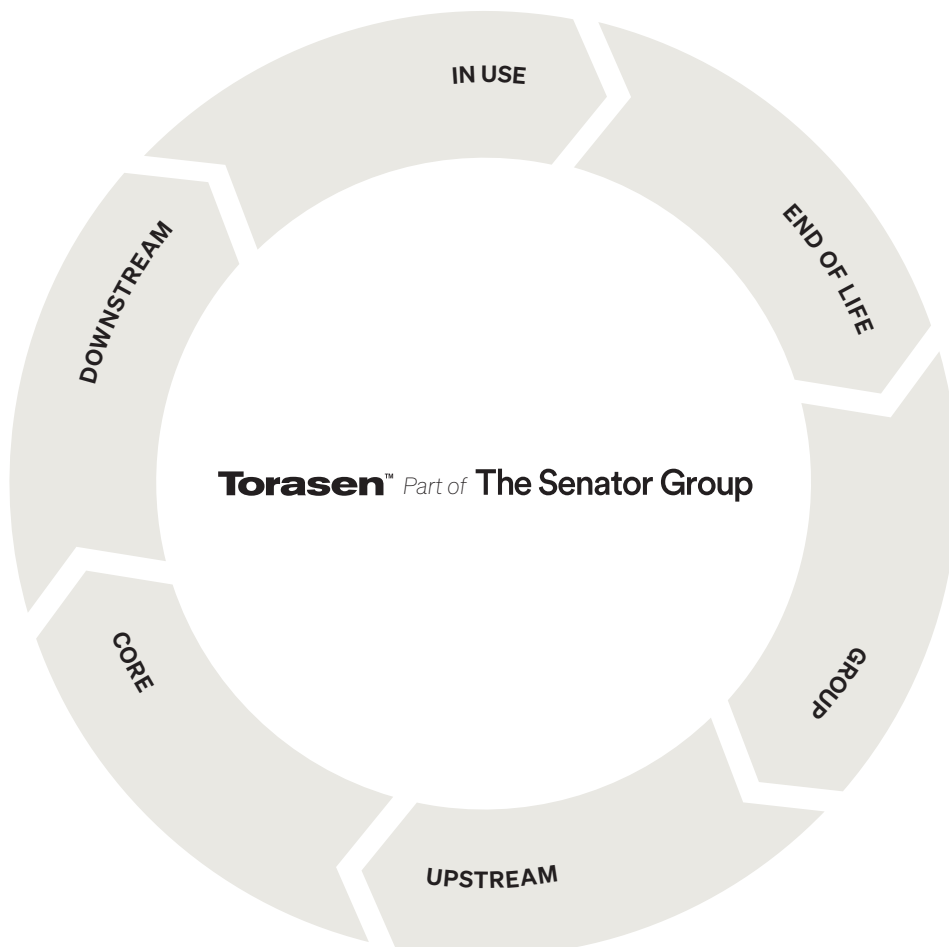 IN USE
END OF LIFE
GROUP
UPSTREAM
CORE
DOWNSTREAM
Torasen™ Part of The Senator Group